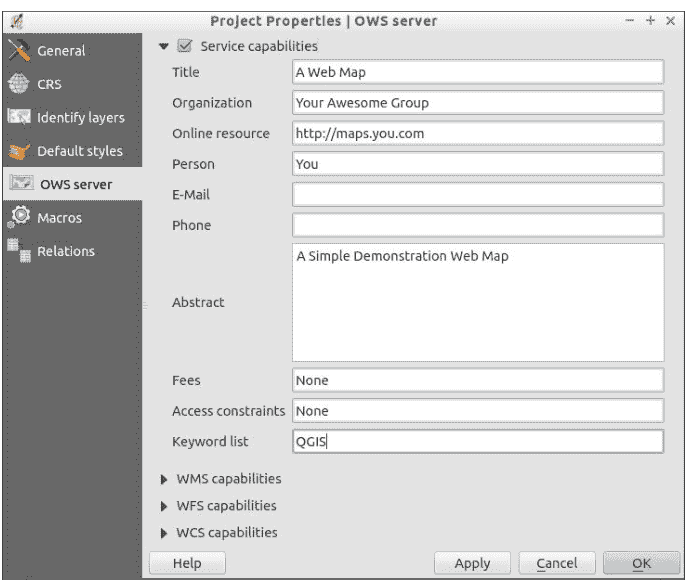 Project Properties | OWS server
General
CRS
Identify layers
Default styles
OWS server
Macros
Relations
Service capabilities
Title A Web Map
Organization Your Awesome Group
Online resource http://maps.you.com
Person You
E-Mail
Phone
Abstract A Simple Demonstration Web Map
Fees None
Access constraints None
Keyword list QGIS
WMS capabilities
WFS capabilities
WCS capabilities
Help Apply Cancel OK